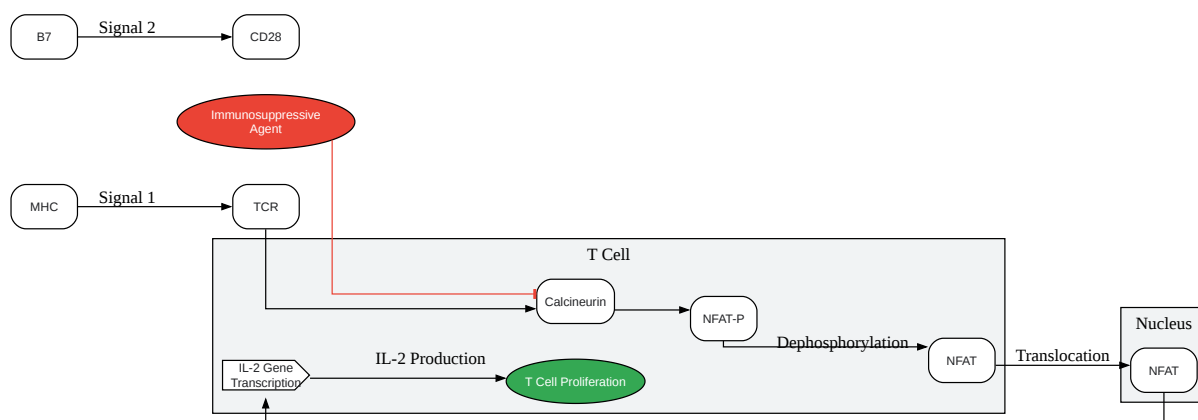 B7
Signal 2
CD28
Immunosuppressive
Agent
MHC
Signal 1
TCR
T Cell
Calcineurin
NFAT-P
Dephosphorylation
NFAT
Translocation
Nucleus
NFAT
IL-2 Gene
Transcription
IL-2 Production
T Cell Proliferation